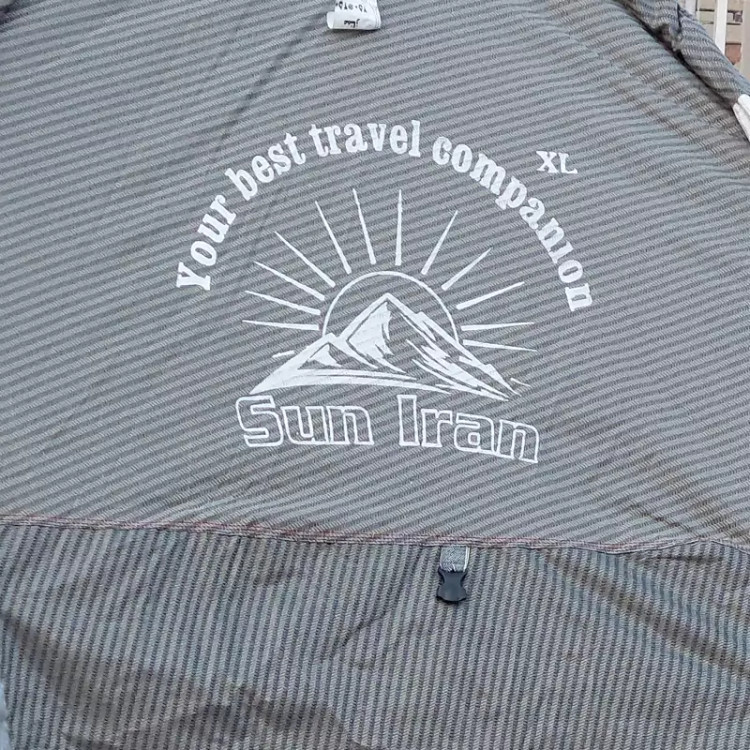 Your best travel companion
XL
Sun Iran